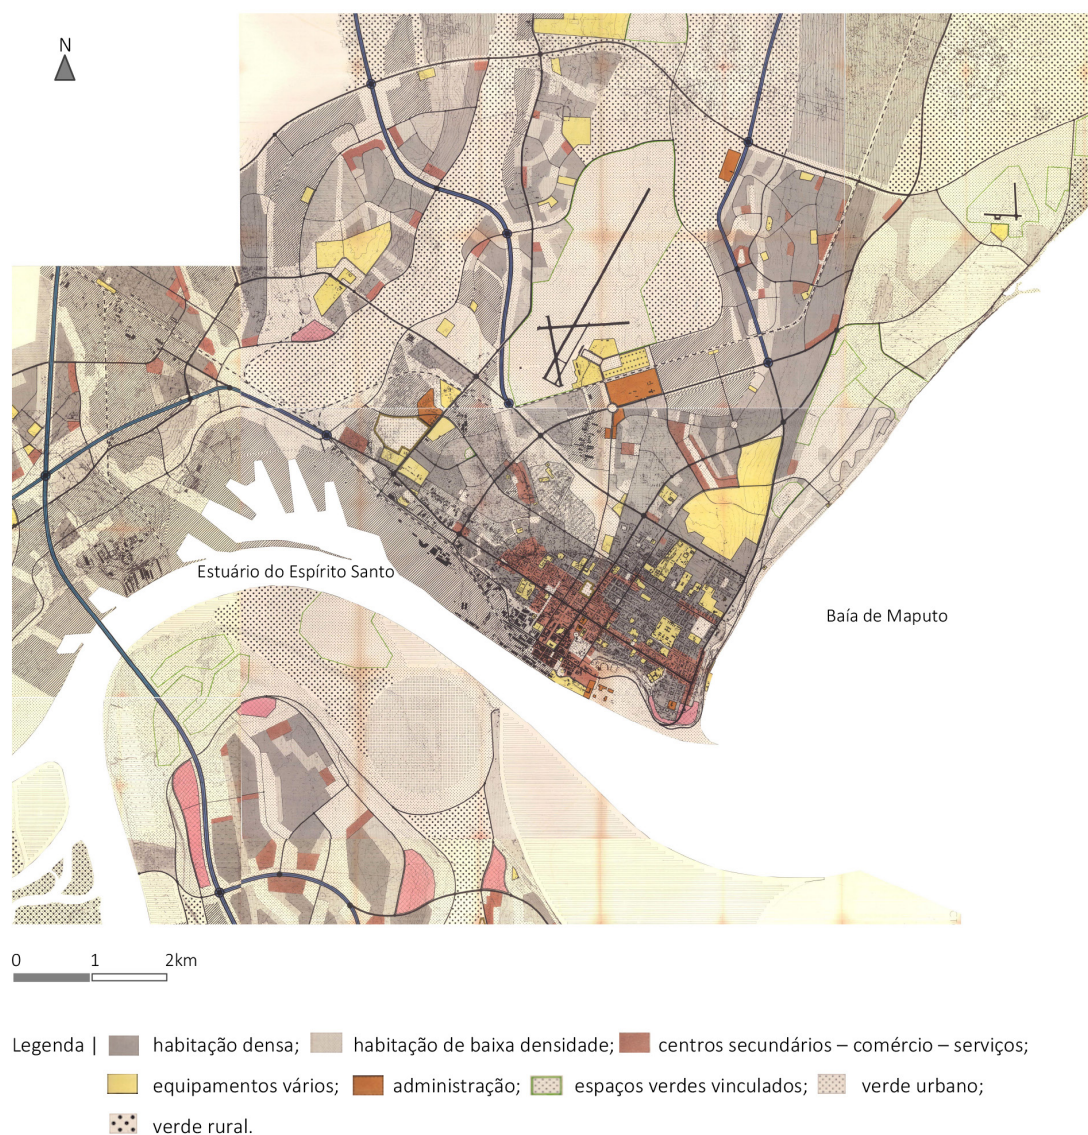 N
Estuário do Espírito Santo
Baía de Maputo
0 1 2km
Legenda | habitação densa; habitação de baixa densidade; centros secundários – comércio – serviços;
equipamentos vários; administração; espaços verdes vinculados; verde urbano;
verde rural.